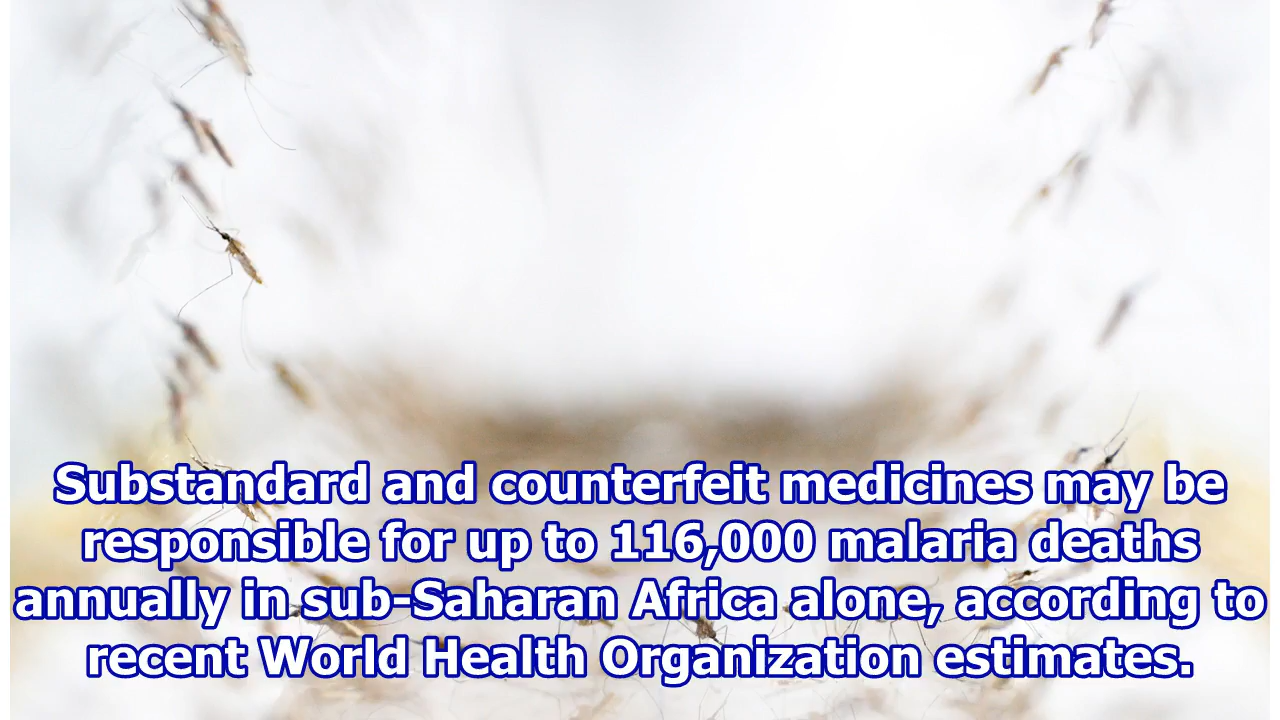 Substandard and counterfeit medicines may be
responsible for up to 116,000 malaria deaths
annually in sub-Saharan Africa alone, according to
recent World Health Organization estimates.